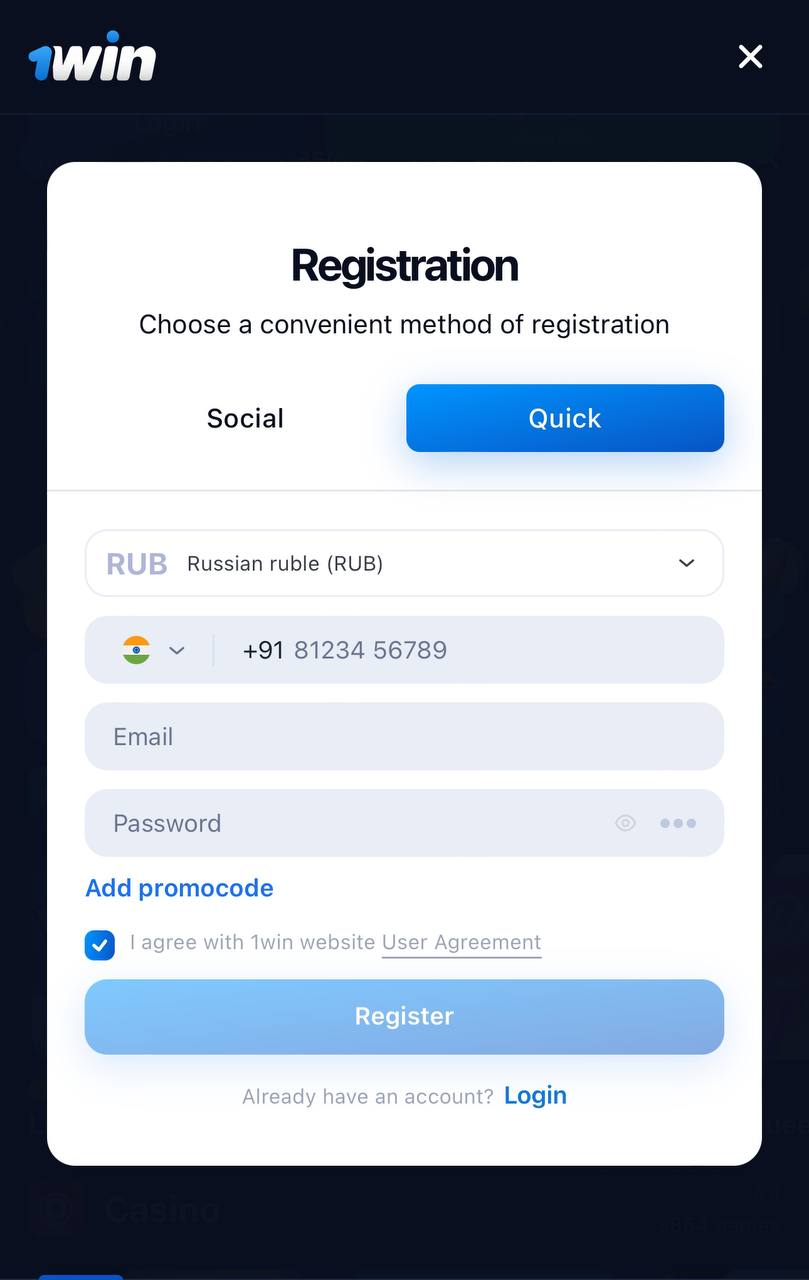 1win
Login
Registration
Choose a convenient method of registration
Social
Quick
RUB Russian ruble (RUB)
+91 81234 56789
Email
Password
Add promocode
I agree with 1win website User Agreement
Register
Already have an account? Login
Casino